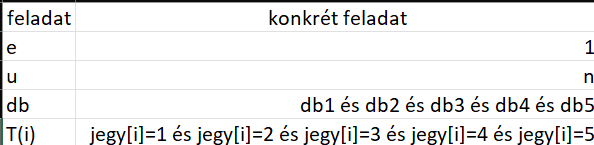 feladat konkrét feladat
e 1
u n
db db1 és db2 és db3 és db4 és db5
T(i) jegy[i]=1 és jegy[i]=2 és jegy[i]=3 és jegy[i]=4 és jegy[i]=5